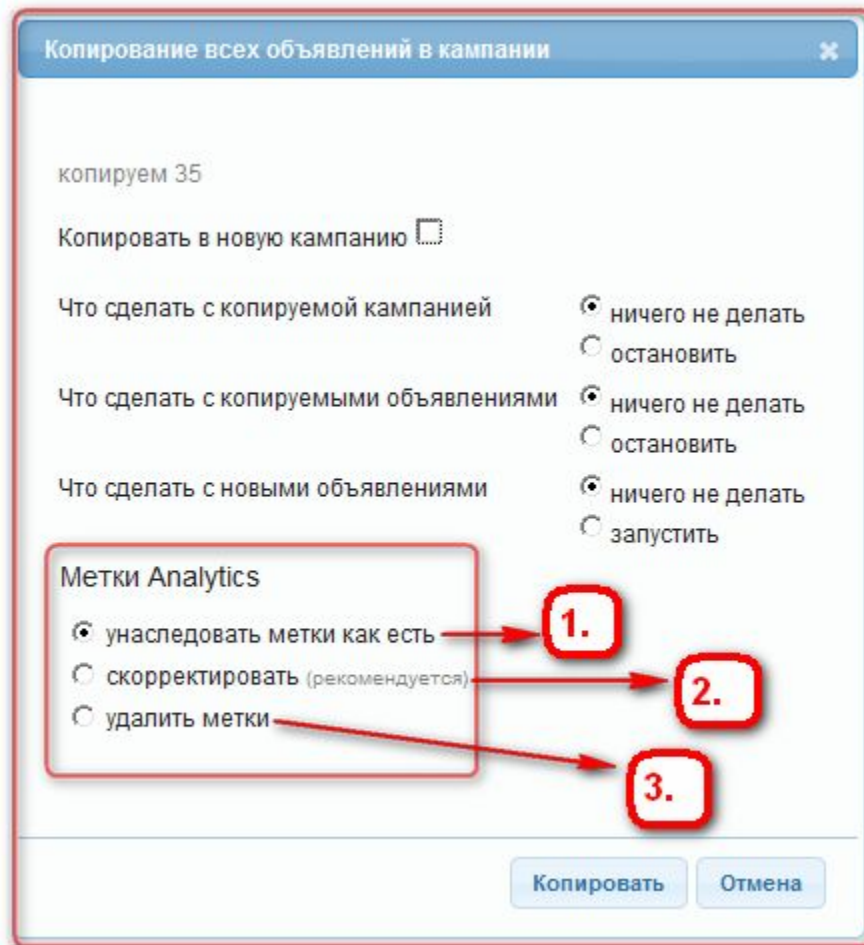 Копирование всех объявлений в кампании
копируем 35
Копировать в новую кампанию
Что сделать с копируемой кампанией
ничего не делать
остановить
Что сделать с копируемыми объявлениями
ничего не делать
остановить
Что сделать с новыми объявлениями
ничего не делать
запустить
Метки Analytics
унаследовать метки как есть 1.
скорректировать (рекомендуется) 2.
удалить метки 3.
Копировать Отмена